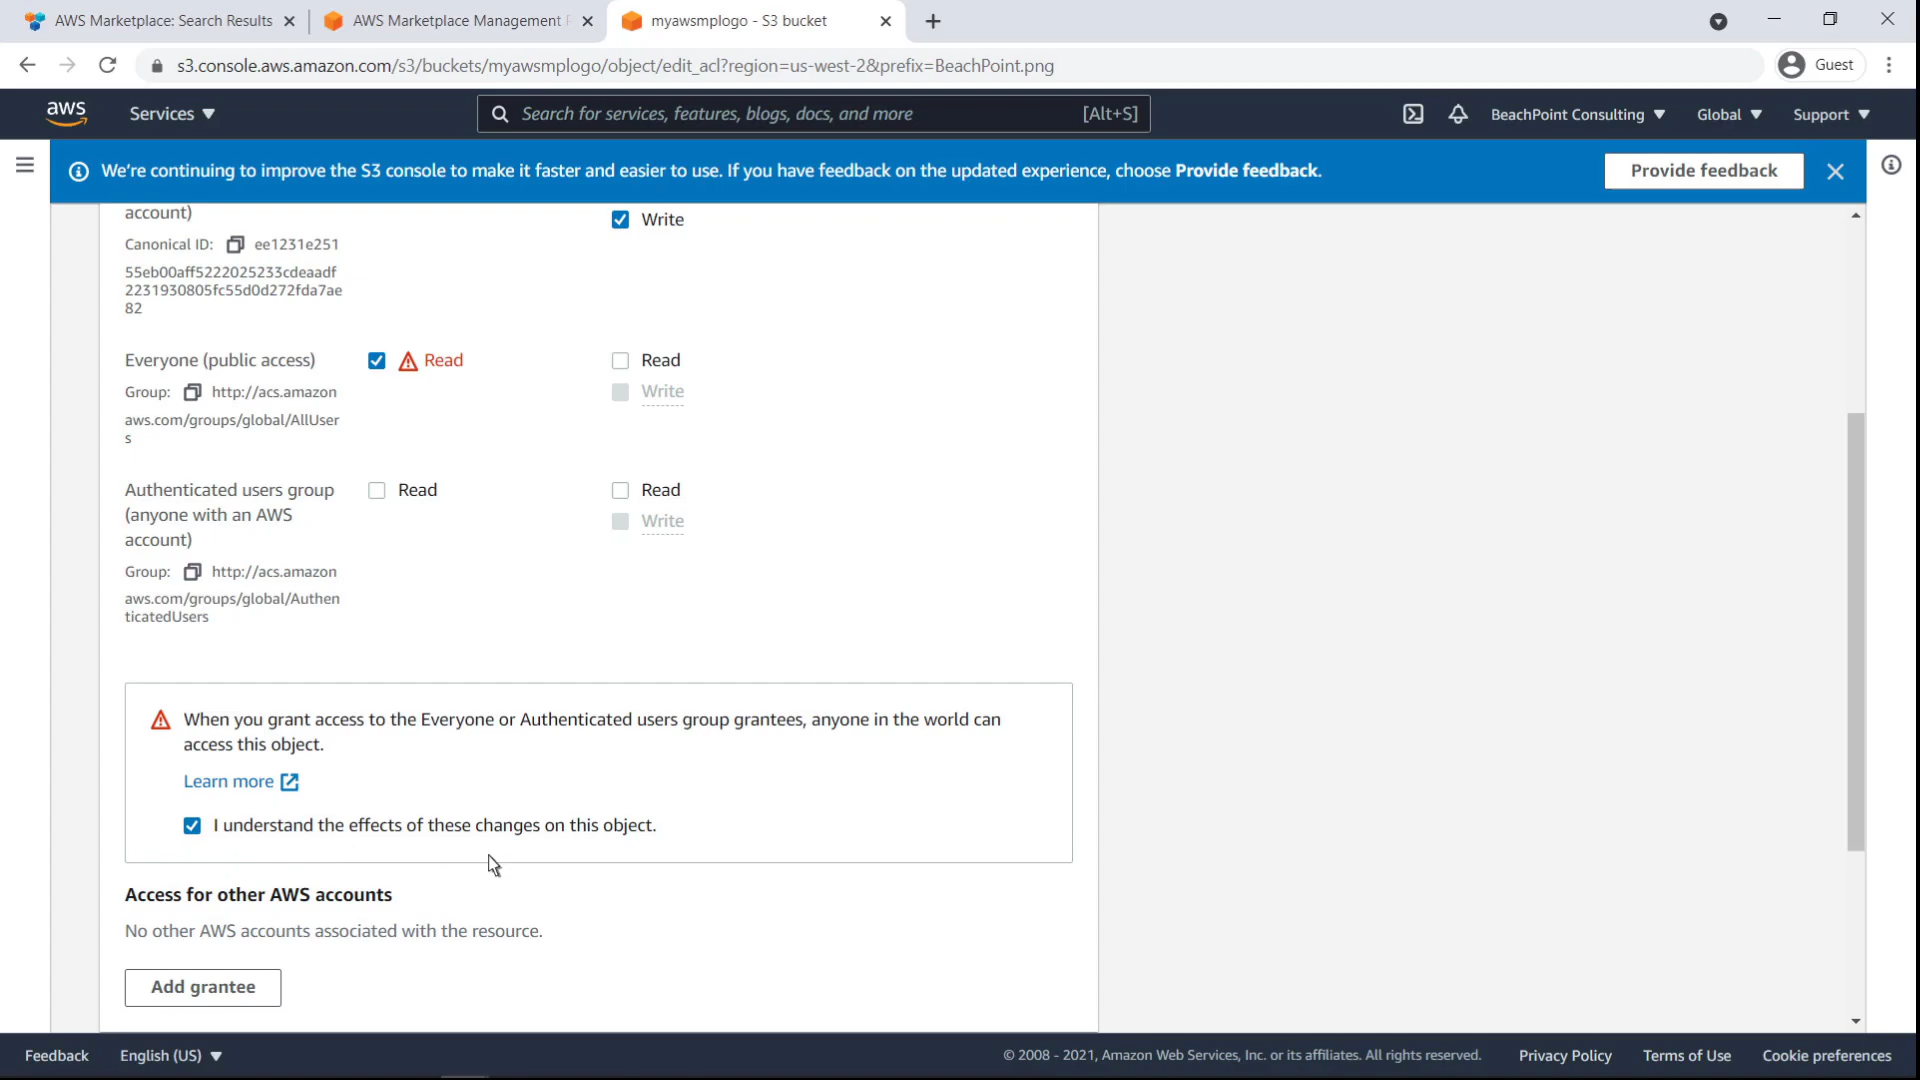 AWS Marketplace: Search Results
AWS Marketplace Management
myawsmplogo - S3 bucket
s3.console.aws.amazon.com/s3/buckets/myawsmplogo/object/edit_acl?region=us-west-2&prefix=BeachPoint.png
Guest
aws
Services
Search for services, features, blogs, docs, and more
[Alt+S]
BeachPoint Consulting
Global
Support
We're continuing to improve the S3 console to make it faster and easier to use. If you have feedback on the updated experience, choose Provide feedback.
Provide feedback
account)
Write
Canonical ID: ee1231e251
55eb00aff5222025233cdeaadf
2231930805fc55d0d272fda7ae
82
Everyone (public access)
Read
Read
Group: http://acs.amazon
Write
aws.com/groups/global/AllUser
s
Authenticated users group
Read
Read
(anyone with an AWS
Write
account)
Group: http://acs.amazon
aws.com/groups/global/Authen
ticatedUsers
When you grant access to the Everyone or Authenticated users group grantees, anyone in the world can
access this object.
Learn more
I understand the effects of these changes on this object.
Access for other AWS accounts
No other AWS accounts associated with the resource.
Add grantee
Feedback
English (US)
© 2008 - 2021, Amazon Web Services, Inc. or its affiliates. All rights reserved.
Privacy Policy
Terms of Use
Cookie preferences